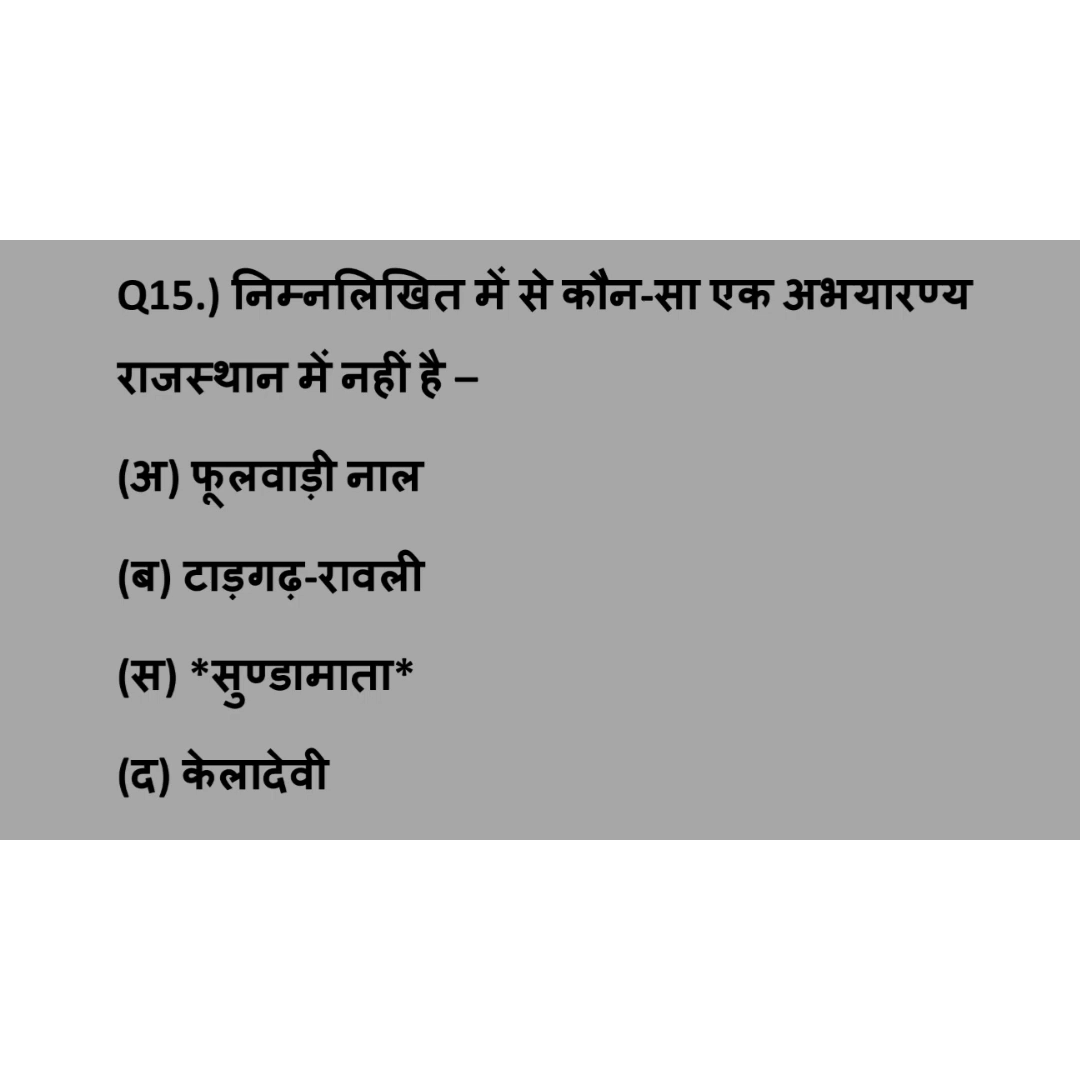 Q15.) निम्नलिखित में से कौन-सा एक अभयारण्य
राजस्थान में नहीं है –
(अ) फूलवाड़ी नाल
(ब) टाड़गढ़-रावली
(स) *सुण्डामाता*
(द) केलादेवी